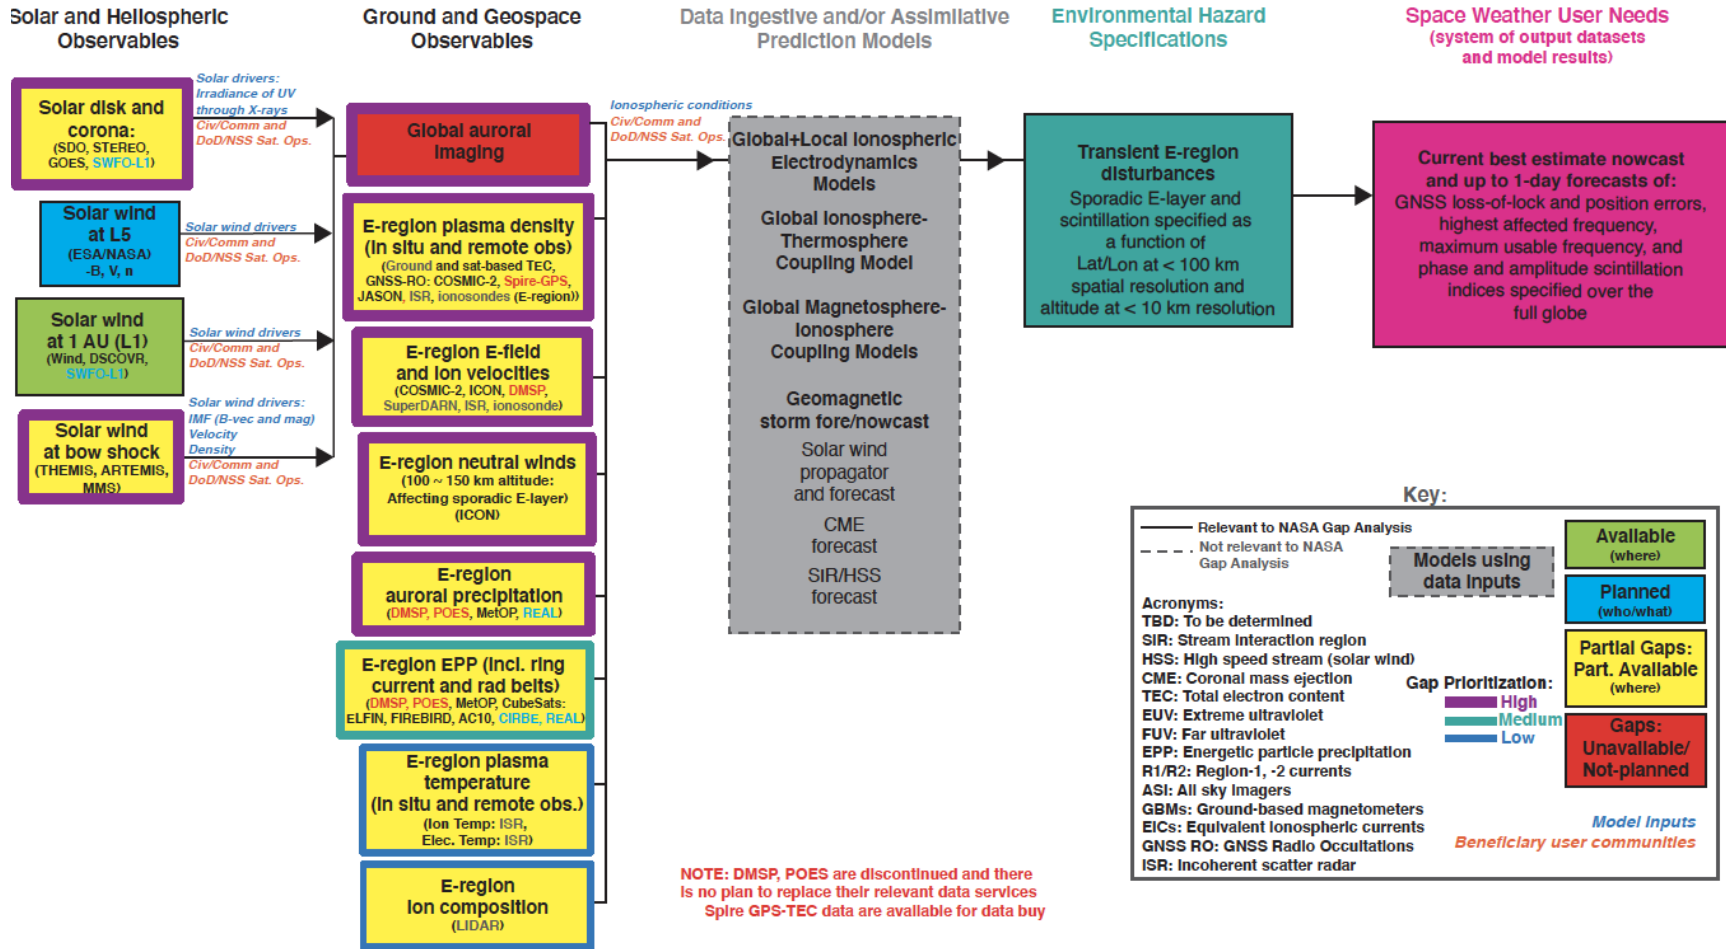 Solar and Heliospheric
Observables
Ground and Geospace
Observables
Data Ingestive and/or Assimilative
Prediction Models
Environmental Hazard
Specifications
Space Weather User Needs
(system of output datasets
and model results)
Solar disk and
corona:
(SDO, STEREO,
GOES, SWFO-L1)
Solar drivers:
Irradiance of UV
through X-rays
Civ/Comm and
DoD/NSS Sat. Ops.
Solar wind
at L5
(ESA/NASA)
-B, V, n
Solar wind drivers
Civ/Comm and
DoD/NSS Sat. Ops.
Solar wind
at 1 AU (L1)
(Wind, DSCOVR,
SWFO-L1)
Solar wind drivers
Civ/Comm and
DoD/NSS Sat. Ops.
Solar wind
at bow shock
(THEMIS, ARTEMIS,
MMS)
Solar wind drivers:
IMF (B-vec and mag)
Velocity
Density
Civ/Comm and
DoD/NSS Sat. Ops.
Global auroral
imaging
E-region plasma density
(in situ and remote obs)
(Ground and sat-based TEC,
GNSS-RO: COSMIC-2, Spire-GPS,
JASON, ISR, ionosondes (E-region))
E-region E-field
and ion velocities
(COSMIC-2, ICON, DMSP,
SuperDARN, ISR, ionosonde)
E-region neutral winds
(100 ~ 150 km altitude:
Affecting sporadic E-layer)
(ICON)
E-region
auroral precipitation
(DMSP, POES, MetOP, REAL)
E-region EPP (incl. ring
current and rad belts)
(DMSP, POES, MetOP, CubeSats:
ELFIN, FIREBIRD, AC10, CIRBE, REAL)
E-region plasma
temperature
(in situ and remote obs.)
(Ion Temp: ISR,
Elec. Temp: ISR)
E-region
ion composition
(LIDAR)
Ionospheric conditions
Civ/Comm and
DoD/NSS Sat. Ops.
Global+Local Ionospheric
Electrodynamics
Models
Global Ionosphere-
Thermosphere
Coupling Model
Global Magnetosphere-
Ionosphere
Coupling Models
Geomagnetic
storm fore/nowcast
Solar wind
propagator
and forecast
CME
forecast
SIR/HSS
forecast
Transient E-region
disturbances
Sporadic E-layer and
scintillation specified as
a function of
Lat/Lon at < 100 km
spatial resolution and
altitude at < 10 km resolution
Current best estimate nowcast
and up to 1-day forecasts of:
GNSS loss-of-lock and position errors,
highest affected frequency,
maximum usable frequency, and
phase and amplitude scintillation
indices specified over the
full globe
NOTE: DMSP, POES are discontinued and there
is no plan to replace their relevant data services
Spire GPS-TEC data are available for data buy
Key:
Relevant to NASA Gap Analysis
Not relevant to NASA
Gap Analysis
Models using
data inputs
Acronyms:
TBD: To be determined
SIR: Stream interaction region
HSS: High speed stream (solar wind)
CME: Coronal mass ejection
TEC: Total electron content
EUV: Extreme ultraviolet
FUV: Far ultraviolet
EPP: Energetic particle precipitation
R1/R2: Region-1, -2 currents
ASI: All sky imagers
GBMs: Ground-based magnetometers
EICs: Equivalent ionospheric currents
GNSS RO: GNSS Radio Occultations
ISR: Incoherent scatter radar
Gap Prioritization:
High
Medium
Low
Available
(where)
Planned
(who/what)
Partial Gaps:
Part. Available
(where)
Gaps:
Unavailable/
Not-planned
Model inputs
Beneficiary user communities